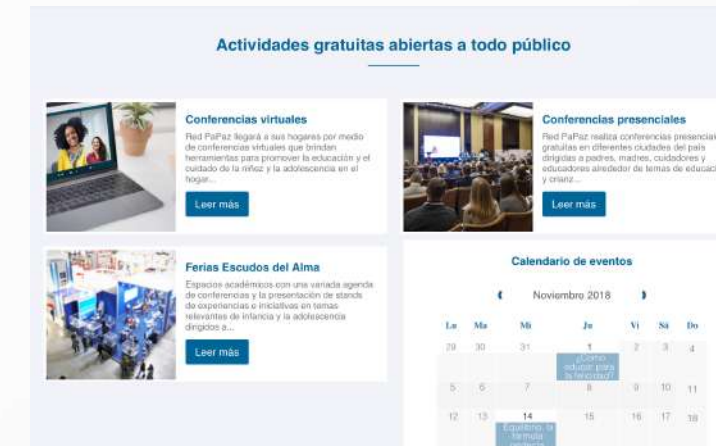 Actividades gratuitas abiertas a todo público
Conferencias virtuales
Red PaPaz llegará a sus hogares por medio
de conferencias virtuales que brindan
herramientas para promover la educación y el
cuidado de la niñez y la adolescencia en el
hogar...
Leer más
Conferencias presenciales
Red PaPaz realiza conferencias presencial
gratuitas en diferentes ciudades del país
dirigidas a padres, madres, cuidadores y
educadores alrededor de temas de educaci
y crianz...
Leer más
Ferias Escudos del Alma
Espacios académicos con una variada agenda
de conferencias y la presentación de stands
de experiencias e iniciativas en temas
relevantes de infancia y la adolescencia
dirigidos a...
Leer más
Calendario de eventos
Noviembre 2018
Lu Ma Mi Ju Vi Sá Do
29 30 31 1 2 3 4
¿Cómo
educar para
la felicidad?
5 6 7 8 9 10 11
12 13 14 15 16 17 18
Equilibrio, la
fórmula